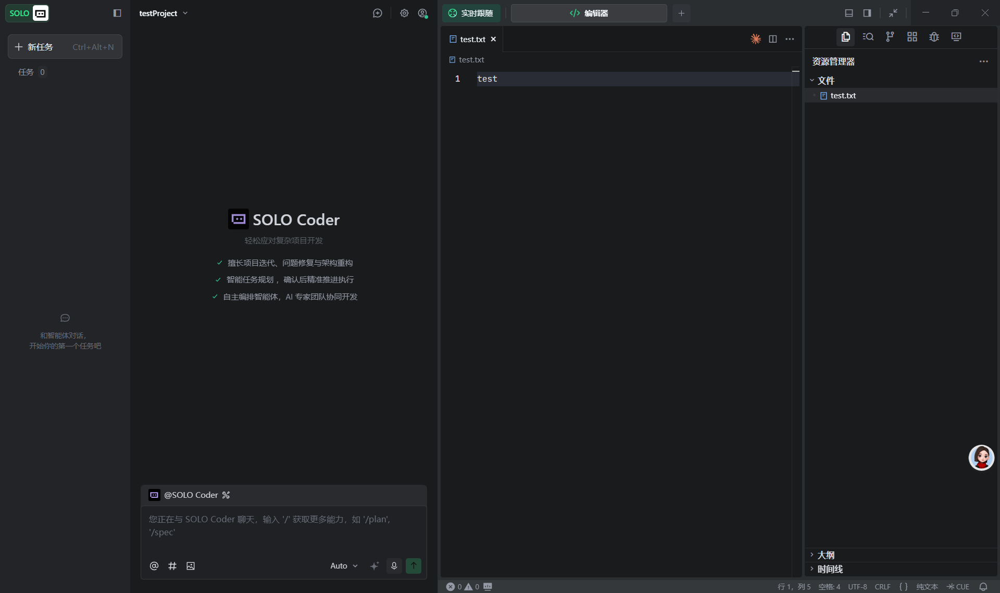 SOLO
新任务 Ctrl+Alt+N
任务 0
和智能体对话，
开始你的第一个任务吧
testProject
SOLO Coder
轻松应对复杂项目开发
擅长项目迭代、问题修复与架构重构
智能任务规划 ，确认后精准推进执行
自主编排智能体，AI 专家团队协同开发
@SOLO Coder
您正在与 SOLO Coder 聊天，输入 '/' 获取更多能力，如 '/plan',
'/spec'
Auto
实时跟随
编辑器
test.txt
test.txt
1 test
资源管理器
文件
test.txt
大纲
时间线
0 0
行 1，列 5 空格: 4 UTF-8 CRLF { } 纯文本 CUE